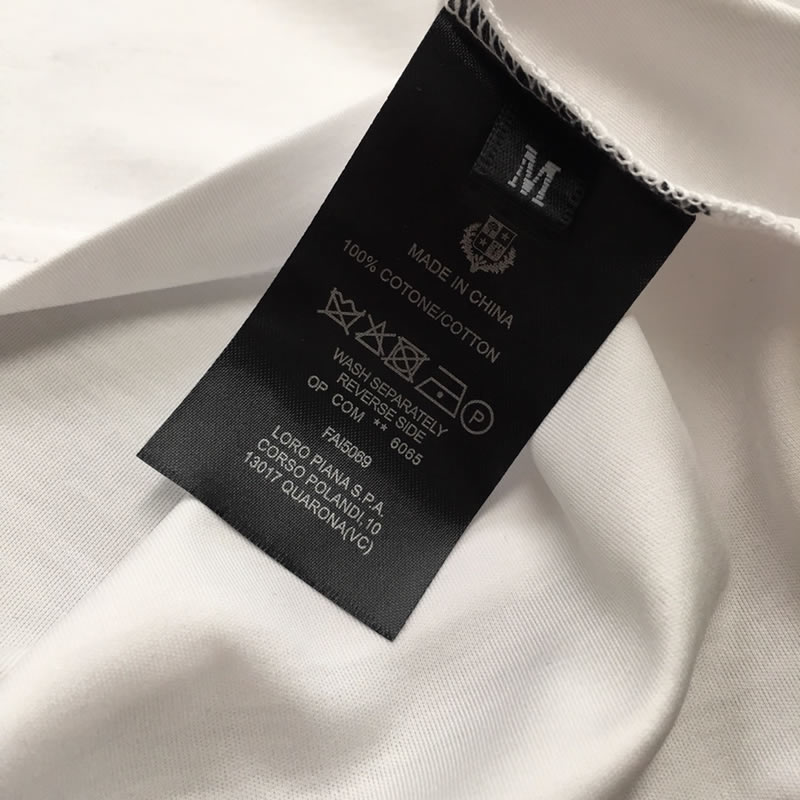 M
MADE IN CHINA
100% COTONE/COTTON
P
WASH SEPARATELY
REVERSE SIDE
OP COM ** 6065
FAI5069
LORO PIANA S.P.A.
CORSO POLANDI,10
13017 QUARONA(VC)